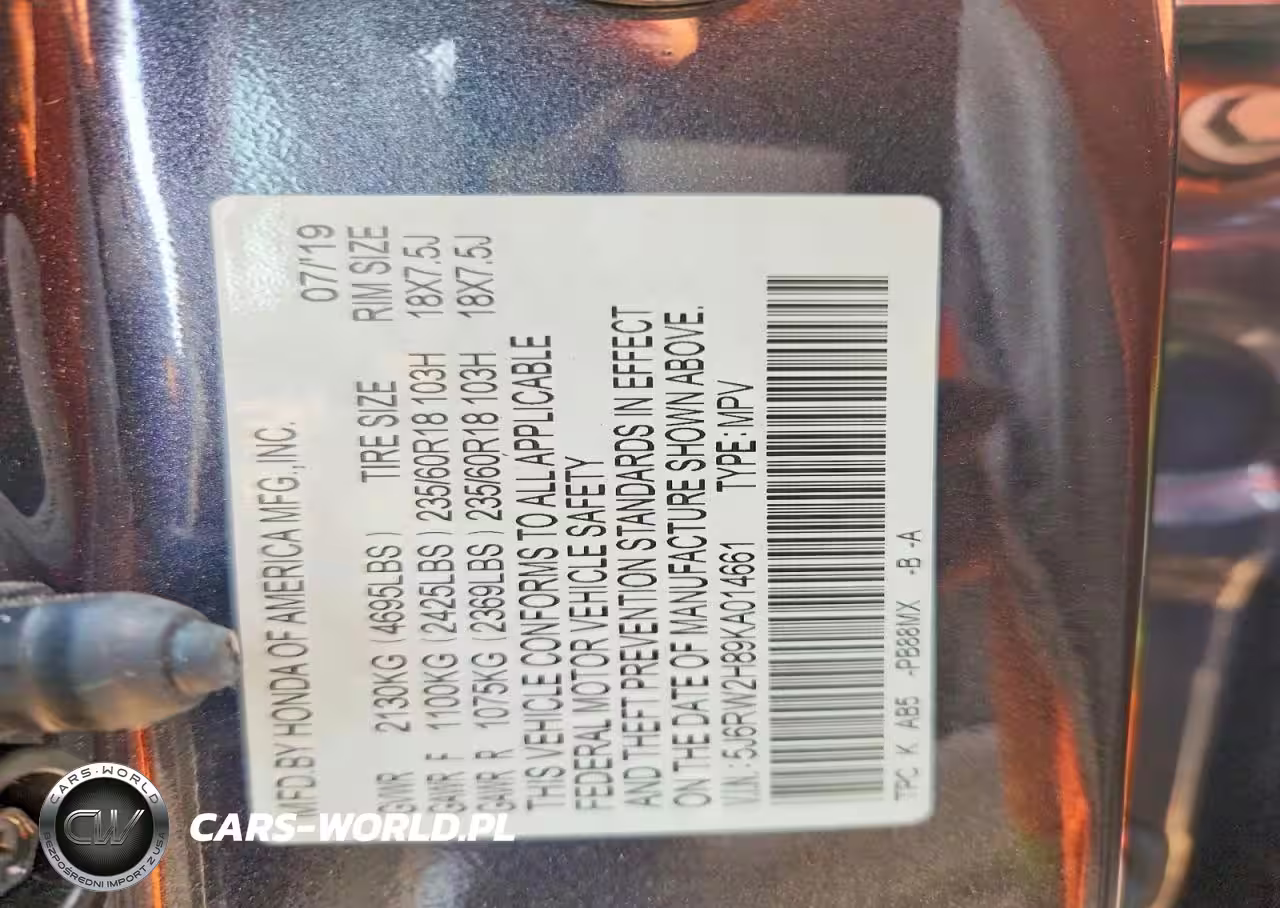 MFD.BY HONDA OF AMERICA MFG.,INC. 07/19
GVWR 2130KG (4695LBS) TIRE SIZE RIM SIZE
GAWR F 1100KG (2425LBS) 235/60R18 103H 18X7.5J
GAWR R 1075KG (2369LBS) 235/60R18 103H 18X7.5J
THIS VEHICLE CONFORMS TO ALL APPLICABLE
FEDERAL MOTOR VEHICLE SAFETY
AND THEFT PREVENTION STANDARDS IN EFFECT
ON THE DATE OF MANUFACTURE SHOWN ABOVE.
V.I.N.:5J6RW2H89KA014661 TYPE:MPV
TPC K AB5 -PB88MX -B -A
CARS-WORLD
CW
BEZPOŚREDNI IMPORT Z USA
CARS-WORLD.PL